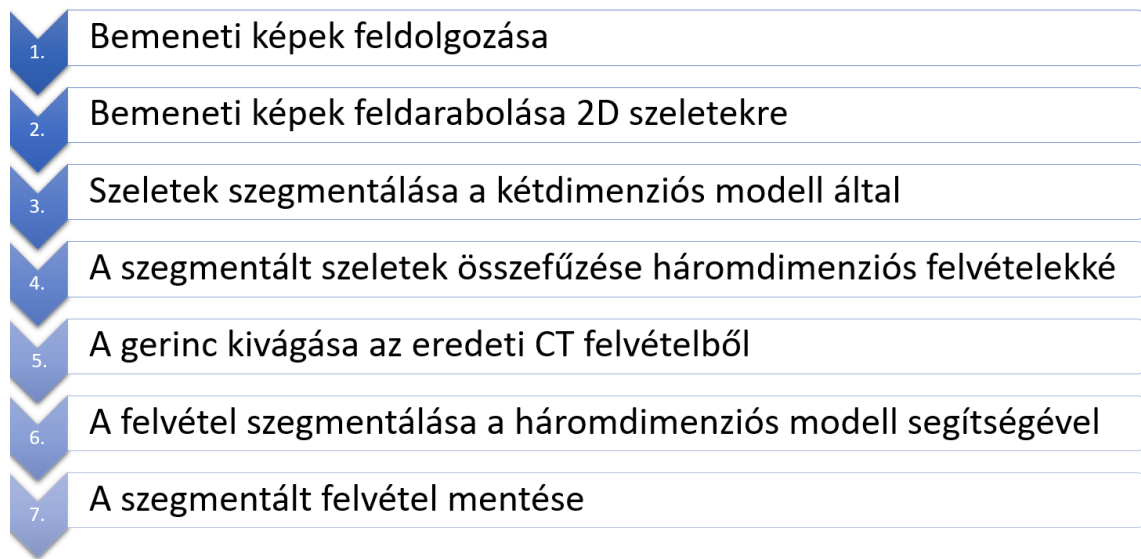 1. Bemeneti képek feldolgozása
2. Bemeneti képek feldarabolása 2D szeletekre
3. Szeletek szegmentálása a kétdimenziós modell által
4. A szegmentált szeletek összefűzése háromdimenziós felvételekké
5. A gerinc kivágása az eredeti CT felvételből
6. A felvétel szegmentálása a háromdimenziós modell segítségével
7. A szegmentált felvétel mentése